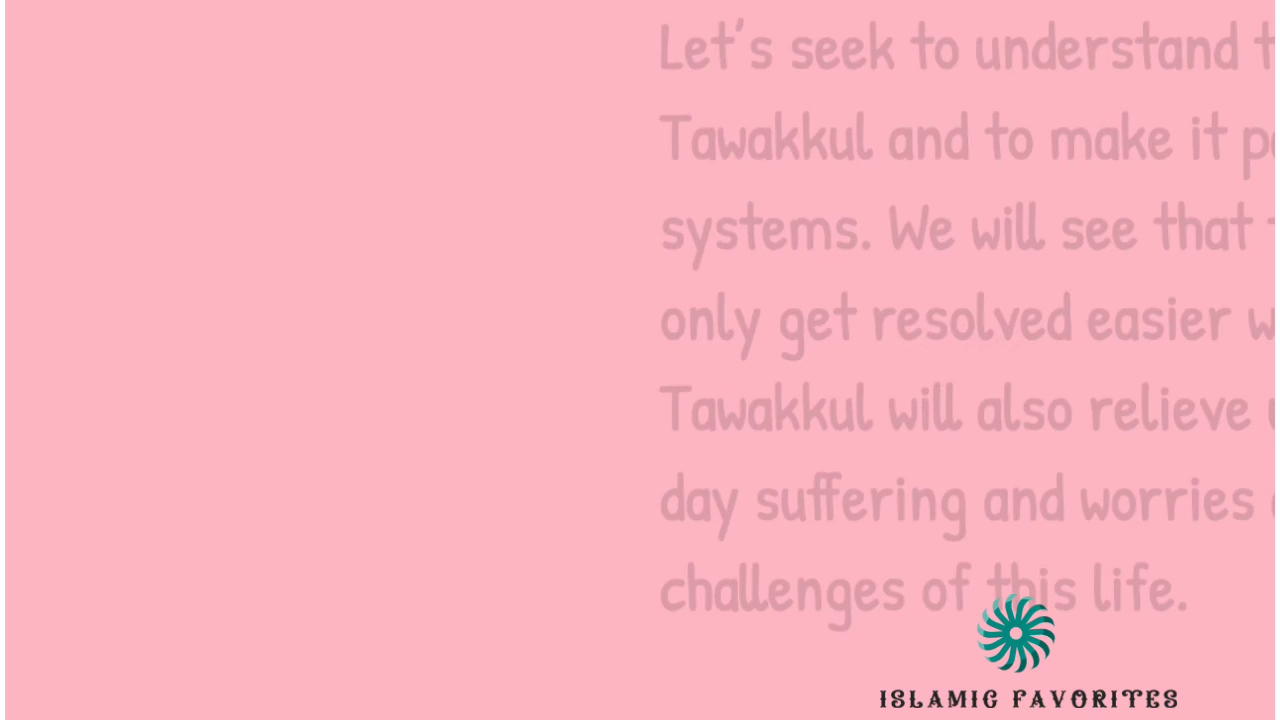 Let's seek to understand
Tawakkul and to make it
systems. We will see that
only get resolved easier
Tawakkul will also relieve
day suffering and worries
challenges of this life.
ISLAMIC FAVORITES